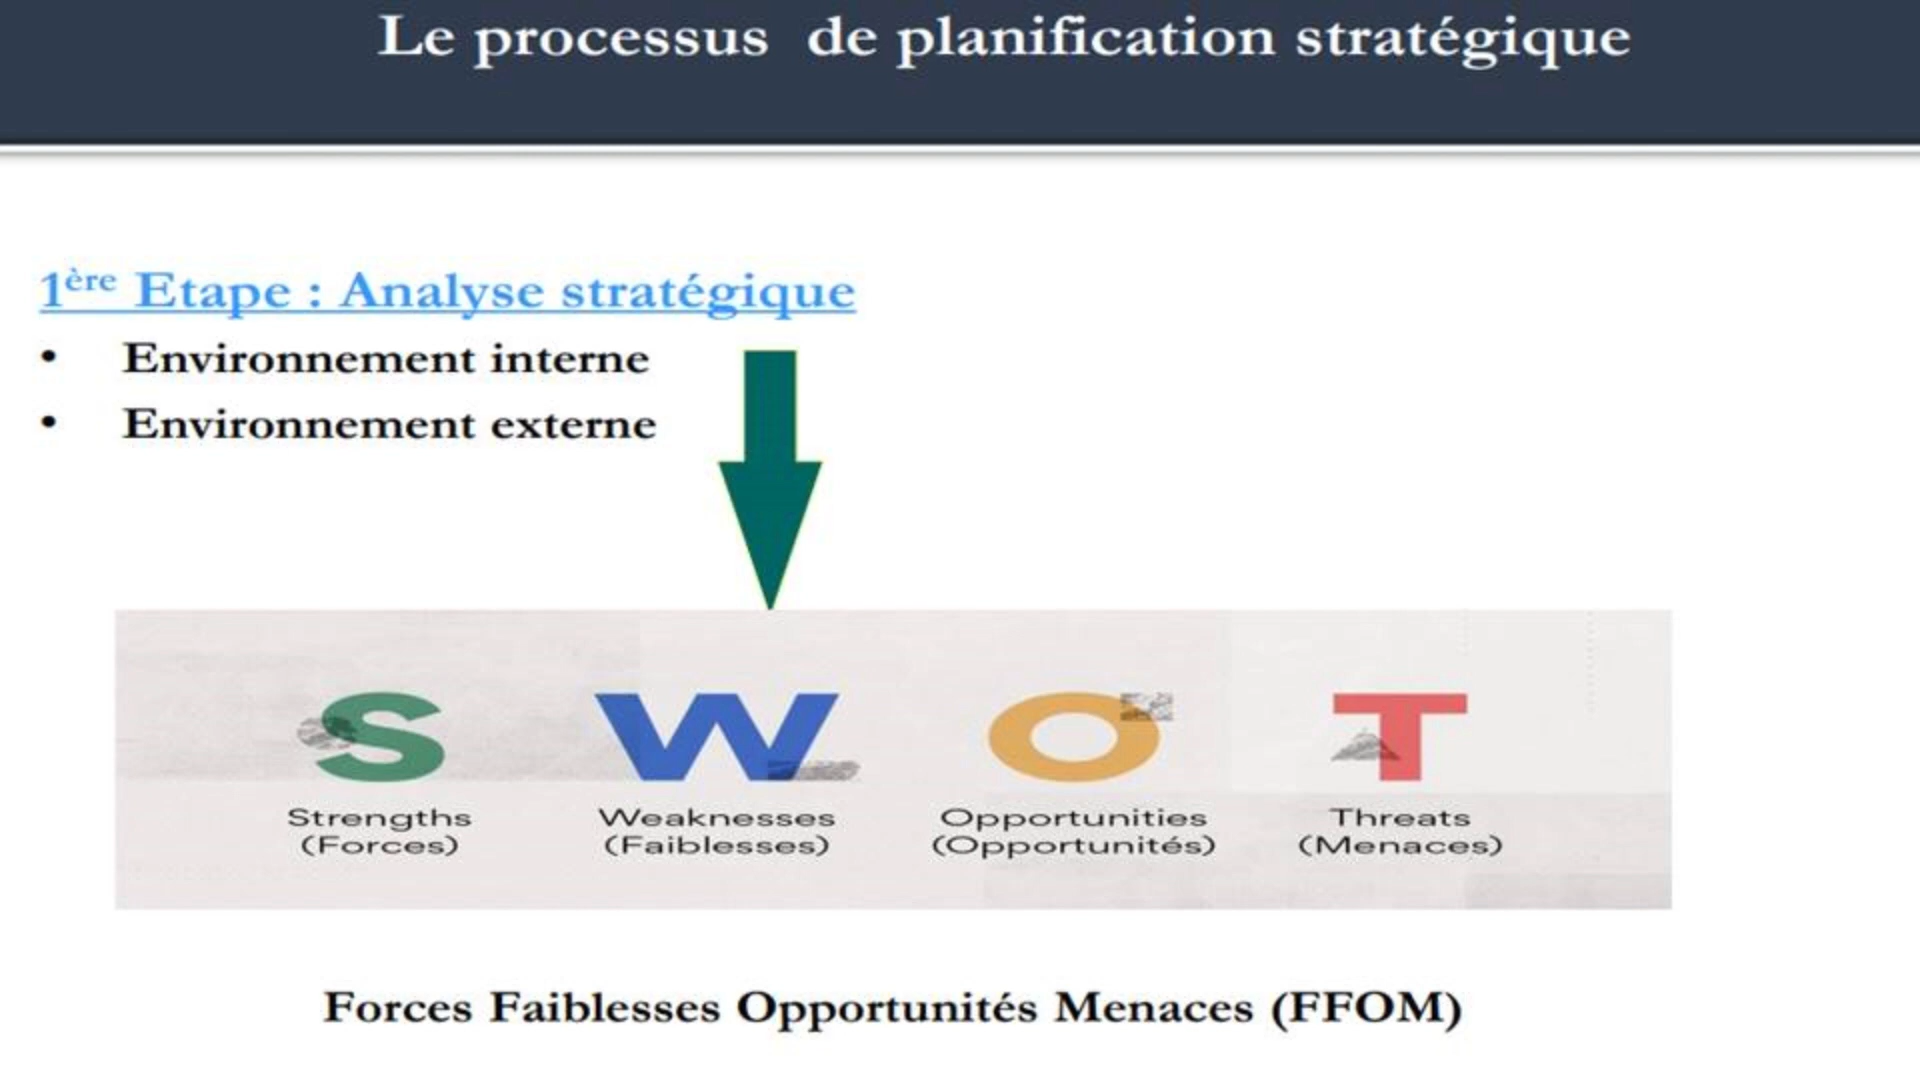 Le processus de planification stratégique
1ère Etape : Analyse stratégique
• Environnement interne
• Environnement externe
S W O T
Strengths Weaknesses Opportunities Threats
(Forces) (Faiblesses) (Opportunités) (Menaces)
Forces Faiblesses Opportunités Menaces (FFOM)